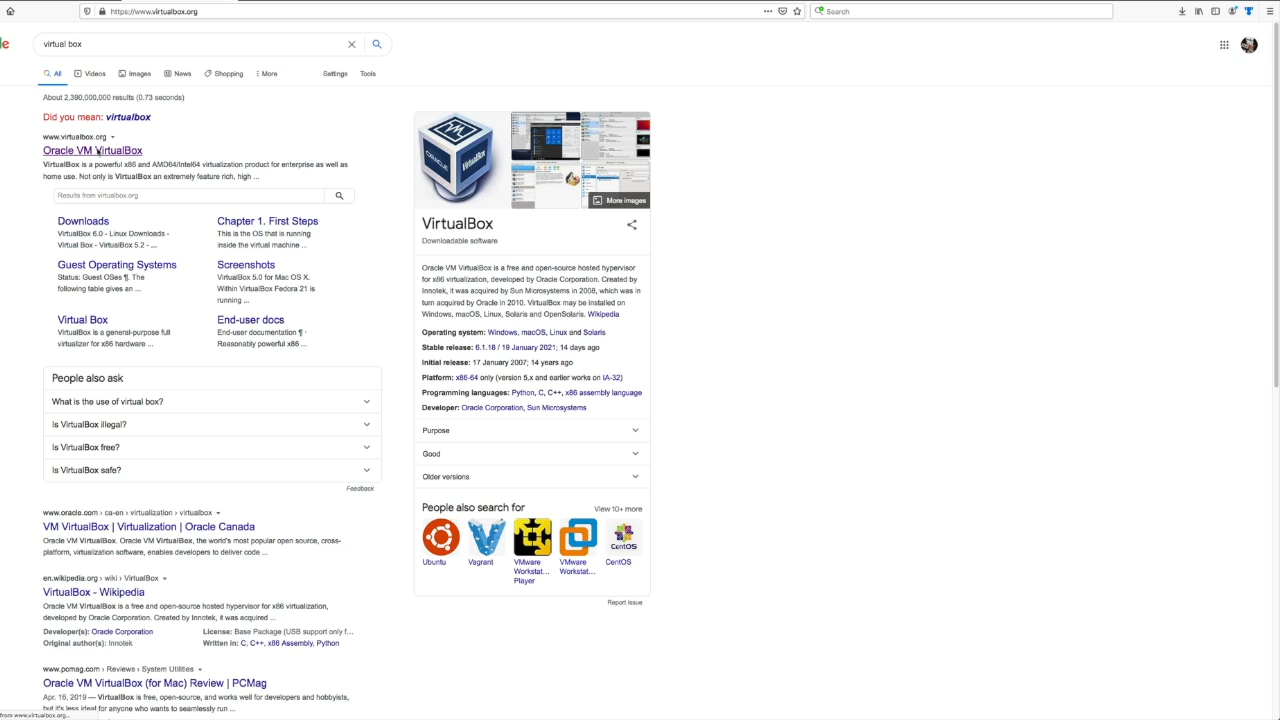 https://www.virtualbox.org
Search
virtual box
All
Videos
Images
News
Shopping
More
Settings
Tools
About 2,390,000,000 results (0.73 seconds)
Did you mean: virtualbox
www.virtualbox.org
Oracle VM VirtualBox
VirtualBox is a powerful x86 and AMD64/Intel64 virtualization product for enterprise as well as
home use. Not only is VirtualBox an extremely feature rich, high ...
Results from virtualbox.org
Downloads
VirtualBox 6.0 - Linux Downloads -
Virtual Box - VirtualBox 5.2 - ...
Chapter 1. First Steps
This is the OS that is running
inside the virtual machine ...
Guest Operating Systems
Status: Guest OSes ¶. The
following table gives an ...
Screenshots
VirtualBox 5.0 for Mac OS X.
Within VirtualBox Fedora 21 is
running ...
Virtual Box
VirtualBox is a general-purpose full
virtualizer for x86 hardware ...
End-user docs
End-user documentation ¶ ·
Reasonably powerful x86 ...
People also ask
What is the use of virtual box?
Is VirtualBox illegal?
Is VirtualBox free?
Is VirtualBox safe?
Feedback
www.oracle.com › ca-en › virtualization › virtualbox
VM VirtualBox | Virtualization | Oracle Canada
Oracle VM VirtualBox. Oracle VM VirtualBox, the world's most popular open source, cross-
platform, virtualization software, enables developers to deliver code ...
en.wikipedia.org › wiki › VirtualBox
VirtualBox - Wikipedia
Oracle VM VirtualBox is a free and open-source hosted hypervisor for x86 virtualization,
developed by Oracle Corporation. Created by Innotek, it was acquired ...
Developer(s): Oracle Corporation
License: Base Package (USB support only f...
Original author(s): Innotek
Written in: C, C++, x86 Assembly, Python
www.pcmag.com › Reviews › System Utilities
Oracle VM VirtualBox (for Mac) Review | PCMag
Apr. 16, 2019 — VirtualBox is free, open-source, and works well for developers and hobbyists,
but it's less ideal for anyone who wants to seamlessly run ...
from www.virtualbox.org...
ORACLE
VirtualBox
More images
VirtualBox
Downloadable software
Oracle VM VirtualBox is a free and open-source hosted hypervisor
for x86 virtualization, developed by Oracle Corporation. Created by
Innotek, it was acquired by Sun Microsystems in 2008, which was in
turn acquired by Oracle in 2010. VirtualBox may be installed on
Windows, macOS, Linux, Solaris and OpenSolaris. Wikipedia
Operating system: Windows, macOS, Linux and Solaris
Stable release: 6.1.18 / 19 January 2021; 14 days ago
Initial release: 17 January 2007; 14 years ago
Platform: x86-64 only (version 5.x and earlier works on IA-32)
Programming languages: Python, C, C++, x86 assembly language
Developer: Oracle Corporation, Sun Microsystems
Purpose
Good
Older versions
People also search for
View 10+ more
Ubuntu
Vagrant
VMware
Workstat...
Player
VMware
Workstat...
CentOS
CentOS
Report issue